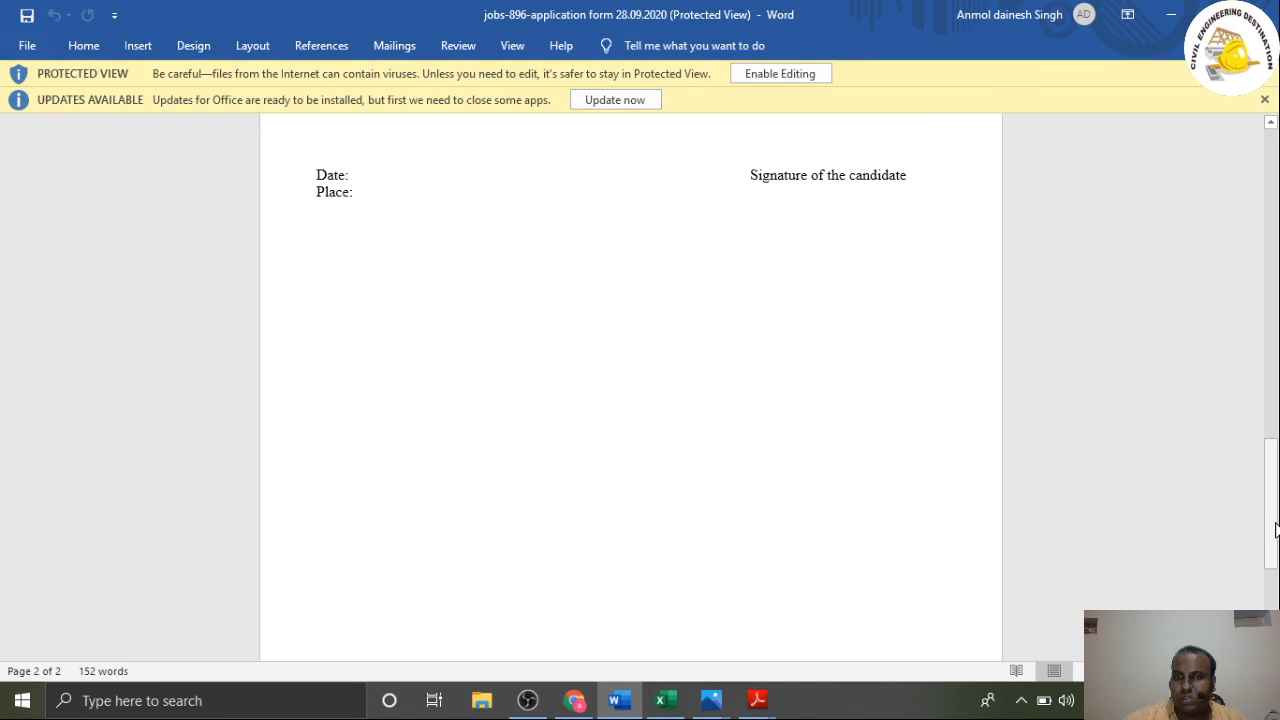 jobs-896-application form 28.09.2020 (Protected View) - Word
Anmol dainesh Singh AD
File Home Insert Design Layout References Mailings Review View Help Tell me what you want to do
CIVIL ENGINEERING DESTINATION
PROTECTED VIEW Be careful—files from the Internet can contain viruses. Unless you need to edit, it's safer to stay in Protected View. Enable Editing
UPDATES AVAILABLE Updates for Office are ready to be installed, but first we need to close some apps. Update now
Date: Signature of the candidate
Place:
Page 2 of 2 152 words
Type here to search